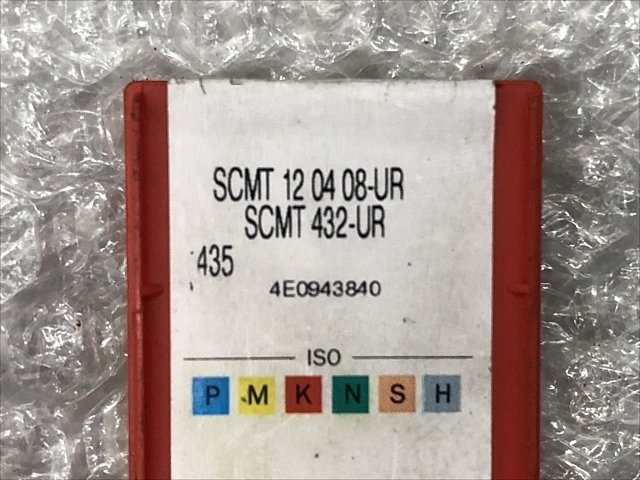 SCMT 12 04 08-UR
SCMT 432-UR
435
4E0943840
ISO
P M K N S H